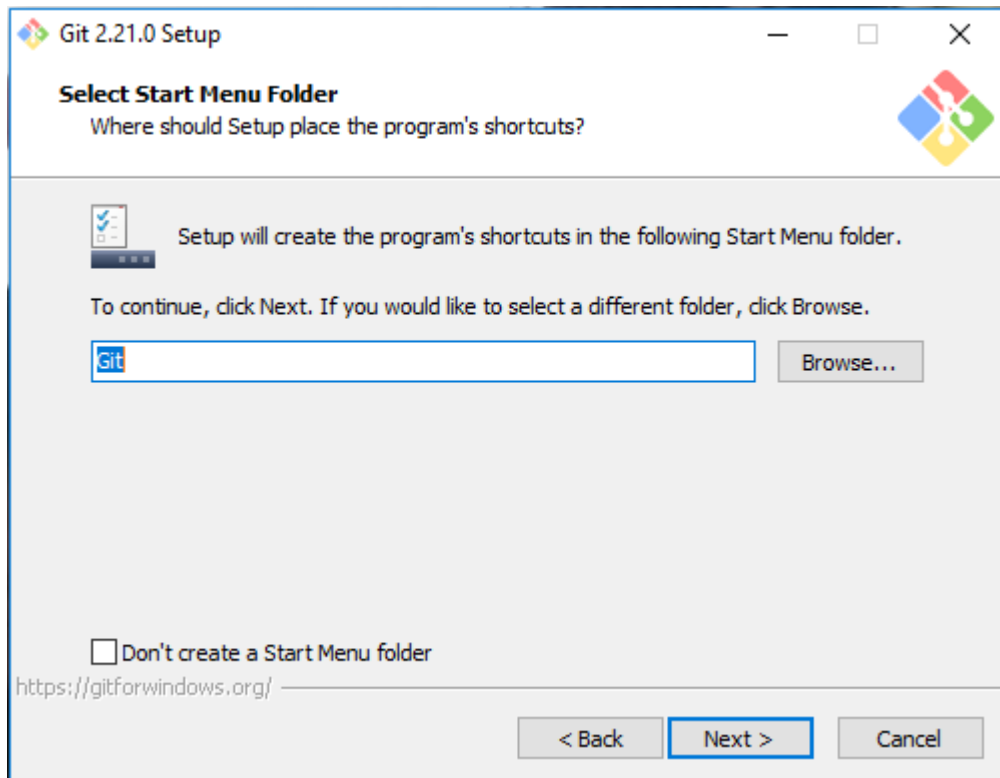 Git 2.21.0 Setup
Select Start Menu Folder
Where should Setup place the program's shortcuts?
Setup will create the program's shortcuts in the following Start Menu folder.
To continue, click Next. If you would like to select a different folder, click Browse.
Git
Browse...
Don't create a Start Menu folder
https://gitforwindows.org/
< Back
Next >
Cancel